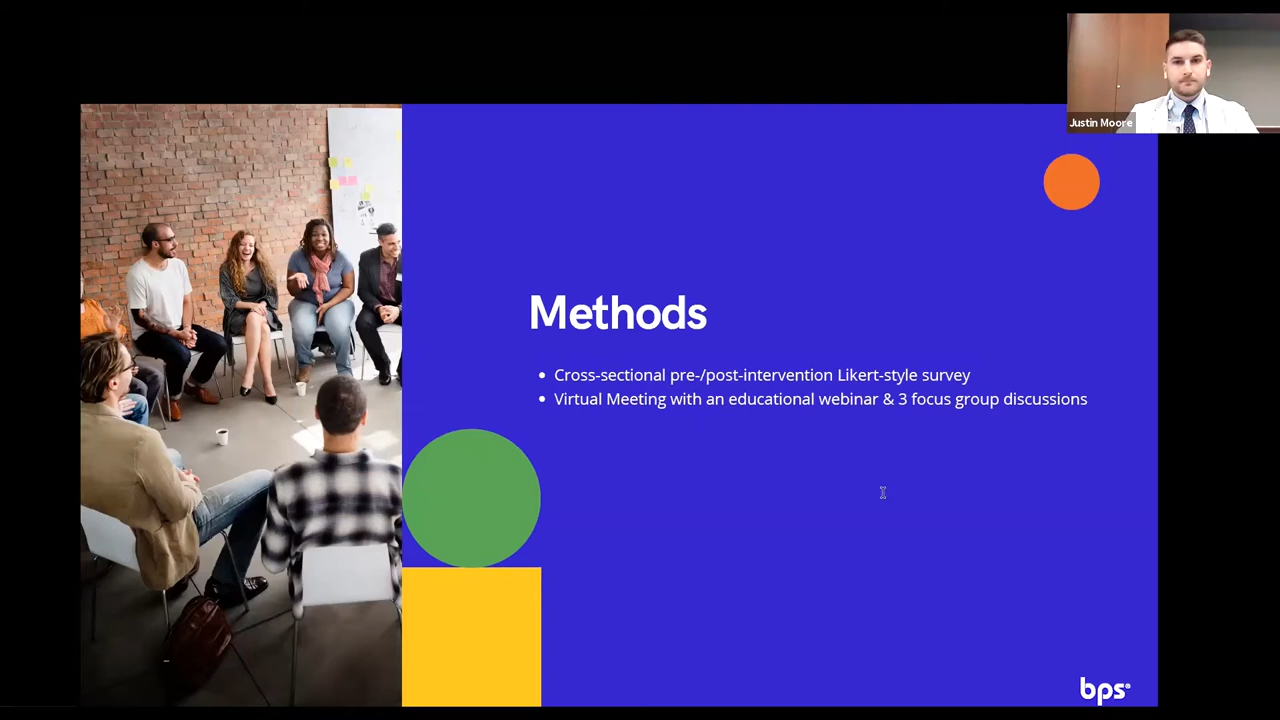 Justin Moore
Methods
• Cross-sectional pre-/post-intervention Likert-style survey
• Virtual Meeting with an educational webinar & 3 focus group discussions
bps